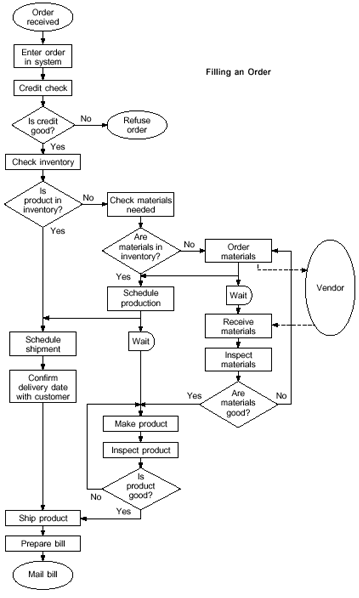 Order
received
Enter order
in system
Filling an Order
Credit check
Is credit
good?
No
Refuse
order
Yes
Check inventory
Is
product in
inventory?
No
Check materials
needed
Yes
Are
materials in
inventory?
No
Order
materials
Yes
Schedule
production
Wait
Vendor
Receive
materials
Schedule
shipment
Wait
Inspect
materials
Confirm
delivery date
with customer
Yes
Are
materials
good?
No
Make product
Inspect product
Is
product
good?
No
Yes
Ship product
Prepare bill
Mail bill